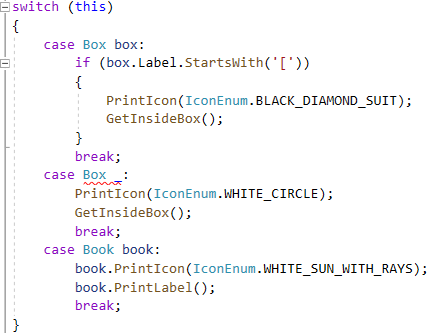 switch (this)
{
case Box box:
if (box.Label.StartsWith('['))
{
PrintIcon(IconEnum.BLACK_DIAMOND_SUIT);
GetInsideBox();
}
break;
case Box _:
PrintIcon(IconEnum.WHITE_CIRCLE);
GetInsideBox();
break;
case Book book:
book.PrintIcon(IconEnum.WHITE_SUN_WITH_RAYS);
book.PrintLabel();
break;
}